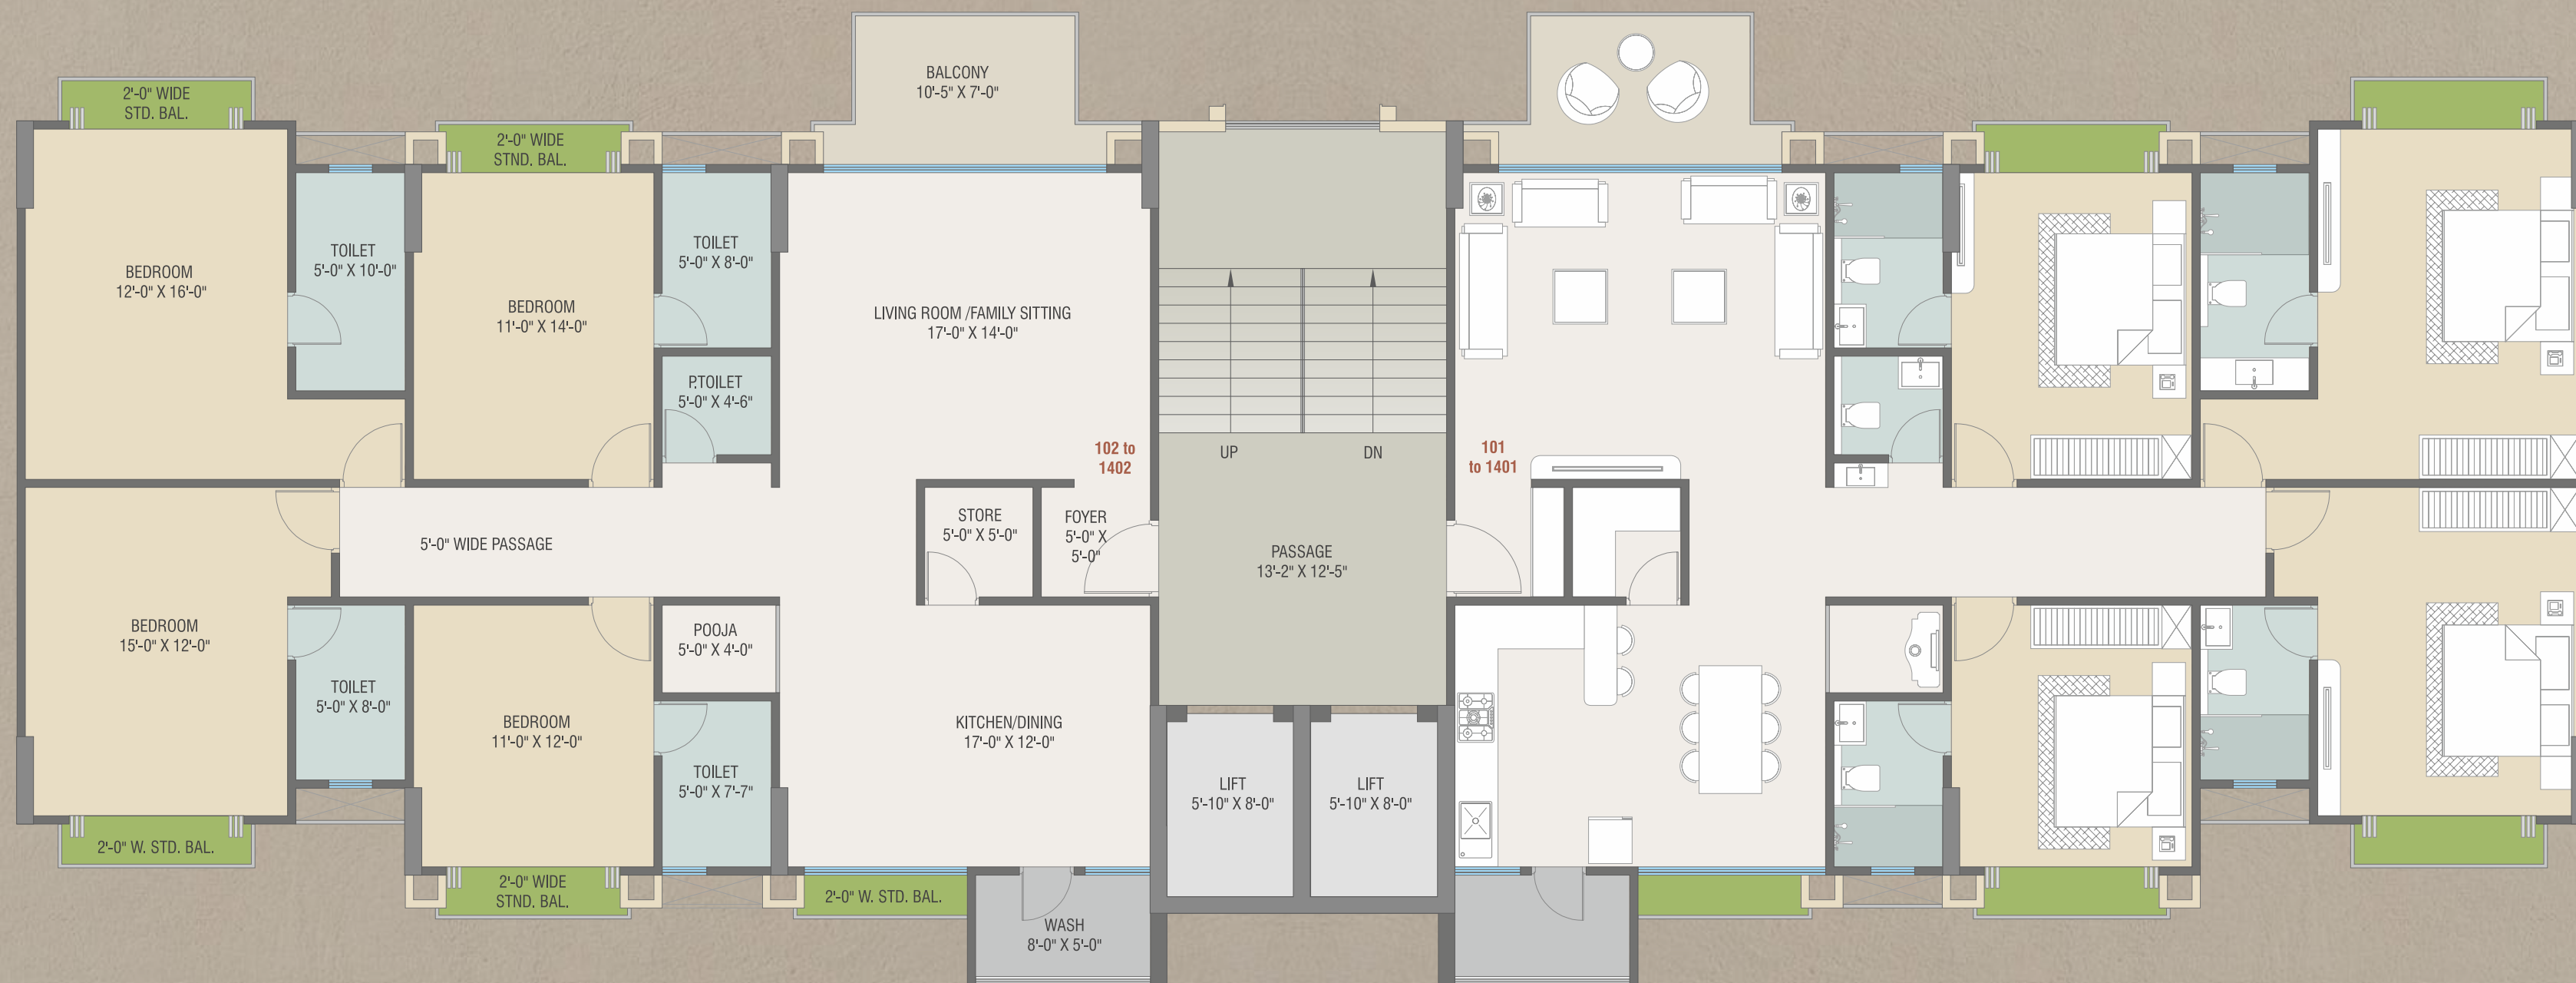 BALCONY
10'-5" X 7'-0"
2'-0" WIDE
STD. BAL.
2'-0" WIDE
STND. BAL.
BEDROOM
12'-0" X 16'-0"
TOILET
5'-0" X 10'-0"
BEDROOM
11'-0" X 14'-0"
TOILET
5'-0" X 8'-0"
P.TOILET
5'-0" X 4'-6"
LIVING ROOM /FAMILY SITTING
17'-0" X 14'-0"
102 to
1402
UP
DN
101
to 1401
5'-0" WIDE PASSAGE
STORE
5'-0" X 5'-0"
FOYER
5'-0" X
5'-0"
PASSAGE
13'-2" X 12'-5"
BEDROOM
15'-0" X 12'-0"
TOILET
5'-0" X 8'-0"
BEDROOM
11'-0" X 12'-0"
POOJA
5'-0" X 4'-0"
TOILET
5'-0" X 7'-7"
KITCHEN/DINING
17'-0" X 12'-0"
LIFT
5'-10" X 8'-0"
LIFT
5'-10" X 8'-0"
2'-0" W. STD. BAL.
2'-0" WIDE
STND. BAL.
2'-0" W. STD. BAL.
WASH
8'-0" X 5'-0"